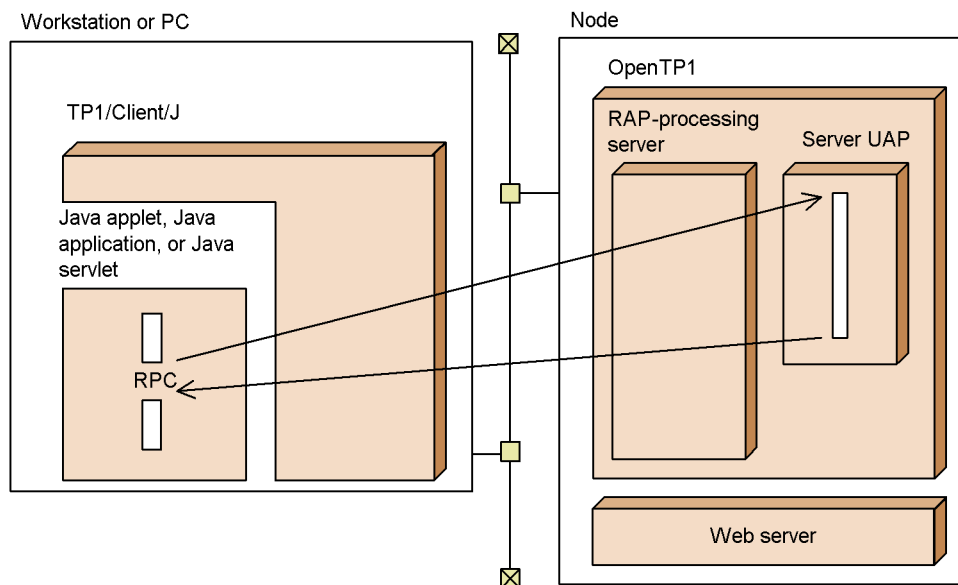 Workstation or PC
Node
OpenTP1
TP1/Client/J
RAP-processing
server
Server UAP
Java applet, Java
application, or Java
servlet
RPC
Web server